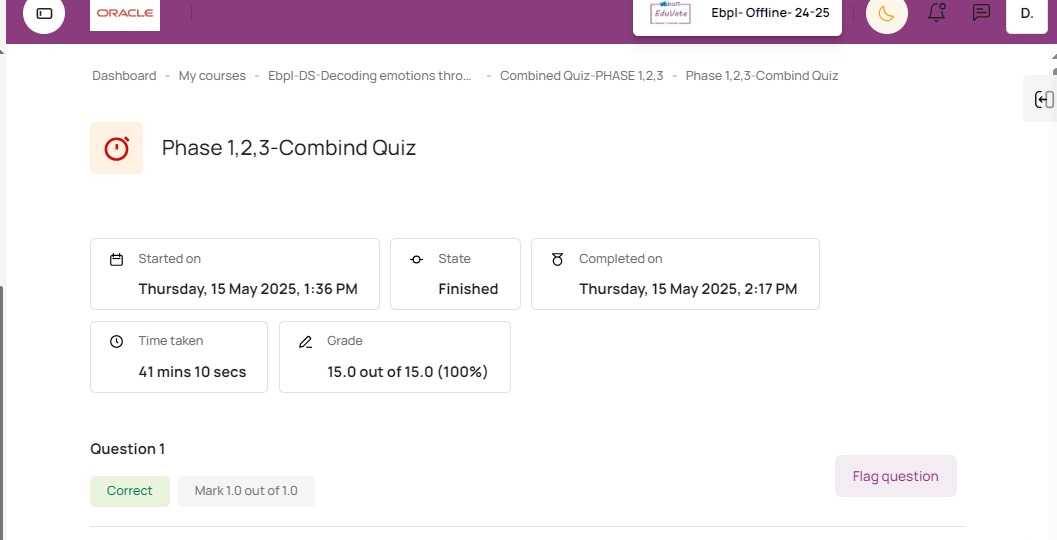 ORACLE
EduVate
Ebpl- Offline- 24-25
D.
Dashboard - My courses - Ebpl-DS-Decoding emotions thro... - Combined Quiz-PHASE 1,2,3 - Phase 1,2,3-Combind Quiz
Phase 1,2,3-Combind Quiz
Started on
Thursday, 15 May 2025, 1:36 PM
State
Finished
Completed on
Thursday, 15 May 2025, 2:17 PM
Time taken
41 mins 10 secs
Grade
15.0 out of 15.0 (100%)
Question 1
Correct
Mark 1.0 out of 1.0
Flag question